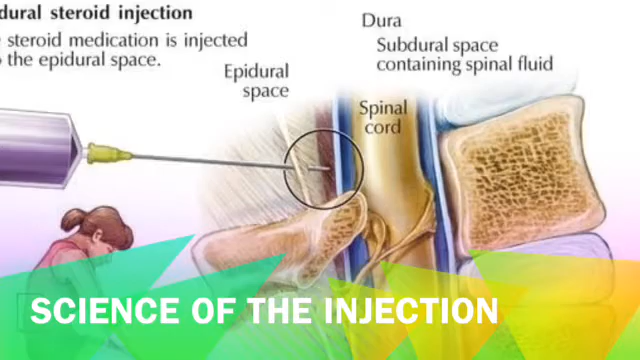 dural steroid injection
steroid medication is injected
the epidural space.
Epidural
space
Dura
Subdural space
containing spinal fluid
Spinal
cord
SCIENCE OF THE INJECTION